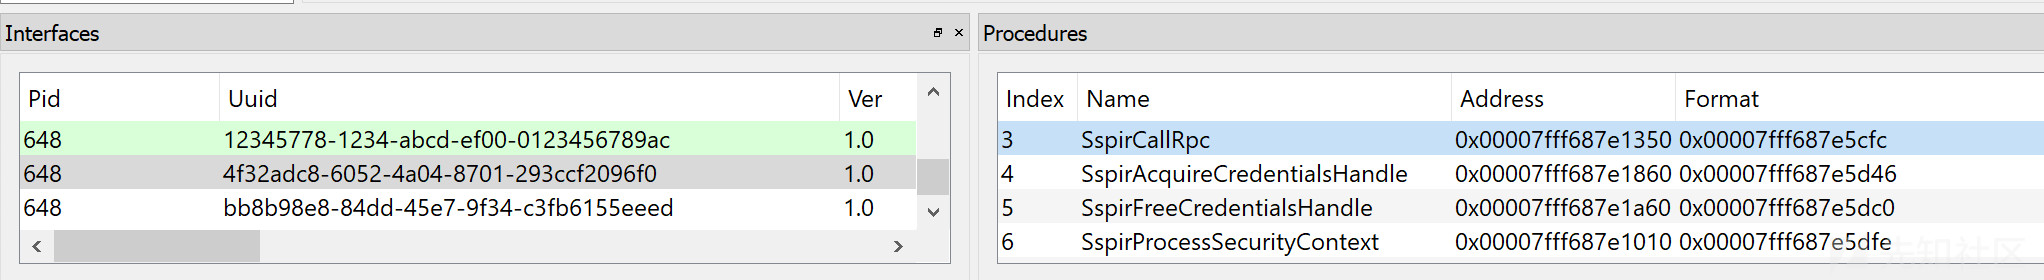 Interfaces
Pid Uuid Ver
648 12345778-1234-abcd-ef00-0123456789ac 1.0
648 4f32adc8-6052-4a04-8701-293ccf2096f0 1.0
648 bb8b98e8-84dd-45e7-9f34-c3fb6155eeed 1.0
Procedures
Index Name Address Format
3 SspirCallRpc 0x00007fff687e1350 0x00007fff687e5cfc
4 SspirAcquireCredentialsHandle 0x00007fff687e1860 0x00007fff687e5d46
5 SspirFreeCredentialsHandle 0x00007fff687e1a60 0x00007fff687e5dc0
6 SspirProcessSecurityContext 0x00007fff687e1010 0x00007fff687e5dfe
先知社区